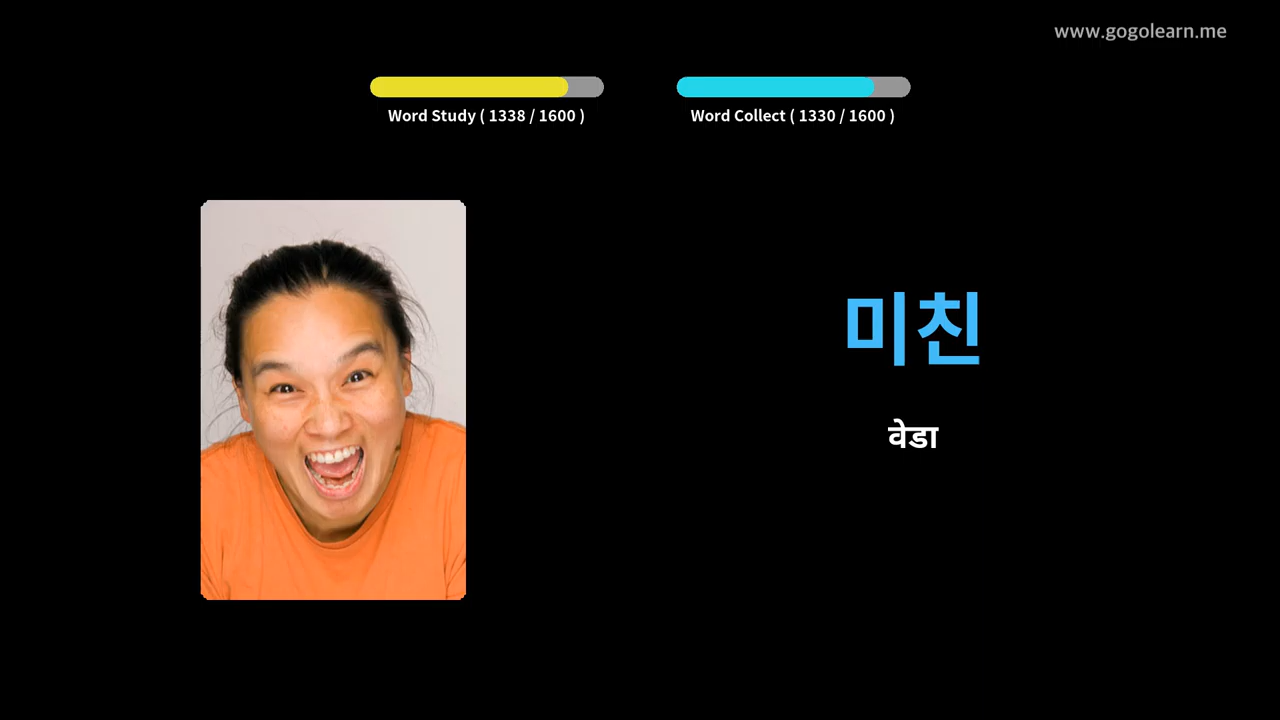 www.gogolearn.me
Word Study ( 1338 / 1600 )
Word Collect ( 1330 / 1600 )
미친
वेडा